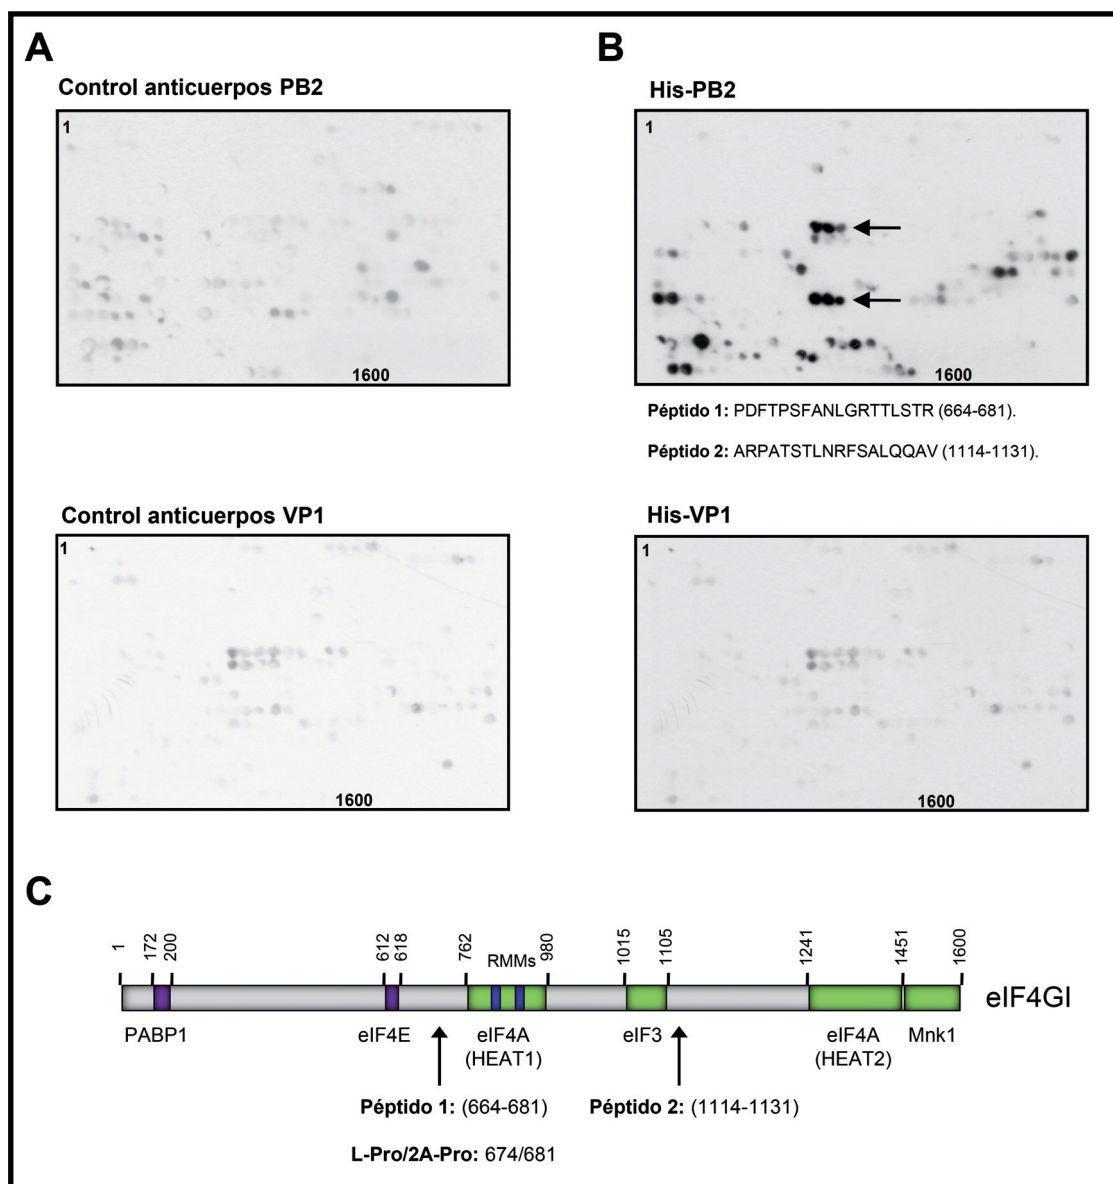 A
B
Control anticuerpos PB2
His-PB2
1
1
1600
1600
Péptido 1: PDFTPSFANLGRTTLSTR (664-681).
Péptido 2: ARPATSTLNRFSALQQAV (1114-1131).
Control anticuerpos VP1
His-VP1
1
1
1600
1600
C
1 172 200 612 618 762 RMMs 980 1015 1105 1241 1451 1600
eIF4GI
PABP1 eIF4E eIF4A eIF3 eIF4A Mnk1
(HEAT1) (HEAT2)
Péptido 1: (664-681) Péptido 2: (1114-1131)
L-Pro/2A-Pro: 674/681